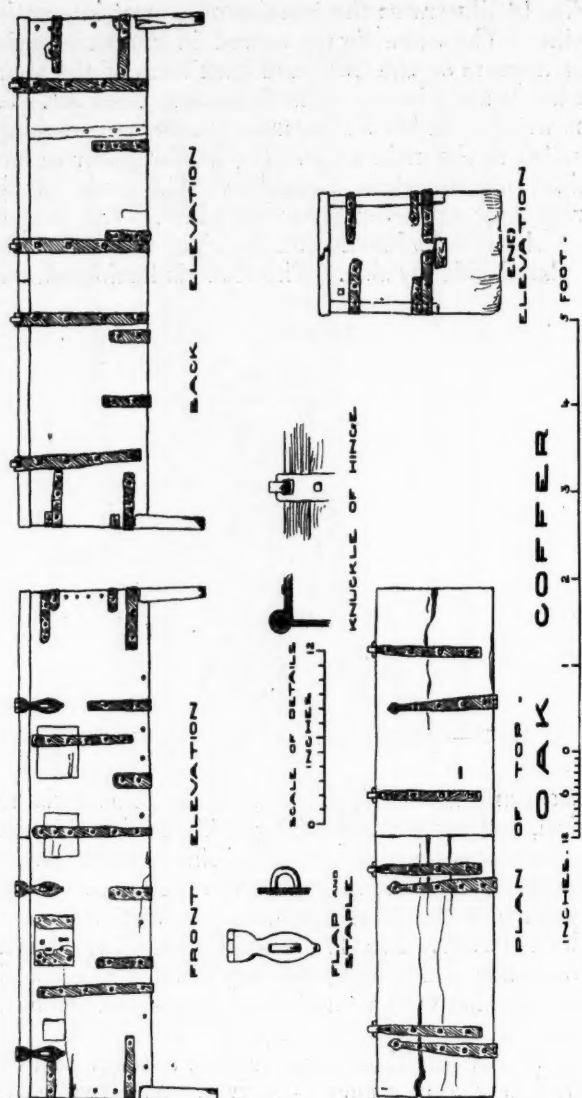 FRONT ELEVATION
BACK ELEVATION
FLAP AND
STAPLE
SCALE OF DETAILS
INCHES
0 12
KNUCKLE OF HINGE
END
ELEVATION
PLAN OF TOP.
OAK COFFER
INCHES. 12 6 0 1 2 3 4 5 FOOT.